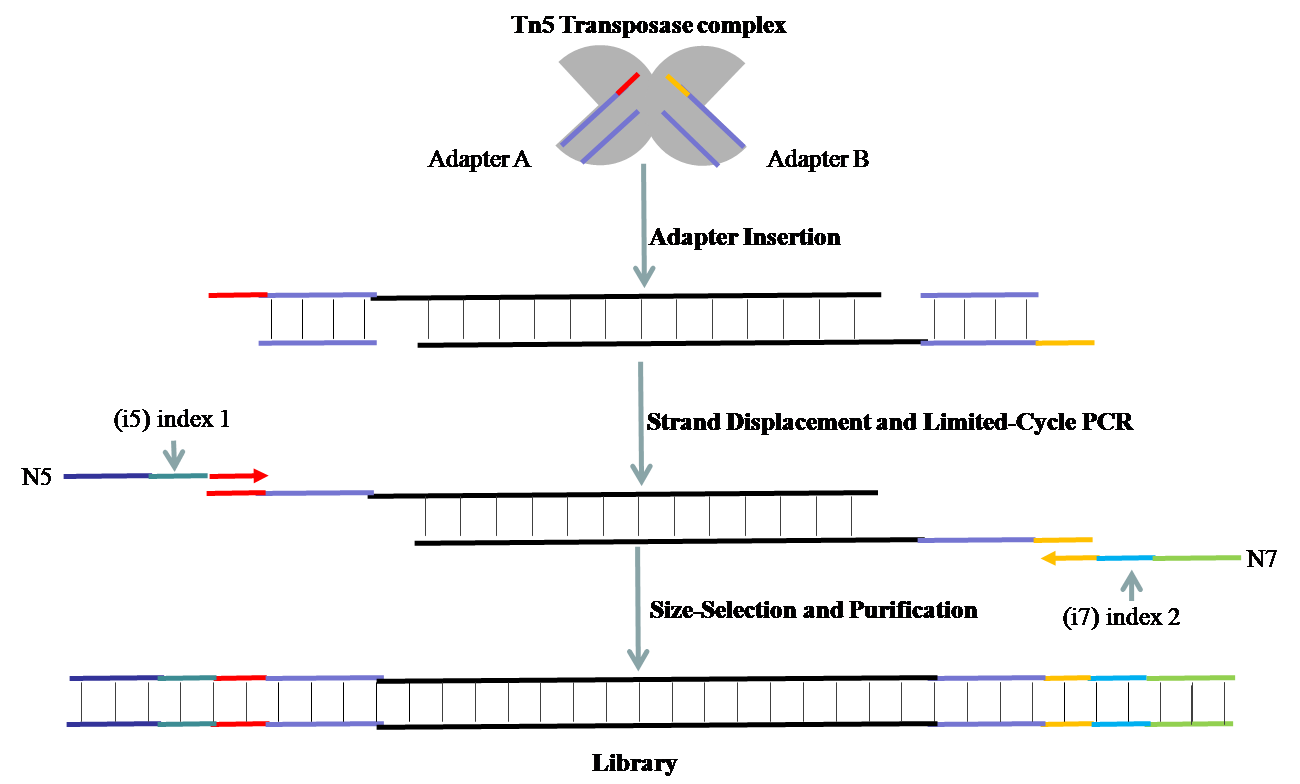 Tn5 Transposase complex
Adapter A
Adapter B
Adapter Insertion
(i5) index 1
Strand Displacement and Limited-Cycle PCR
N5
N7
Size-Selection and Purification
(i7) index 2
Library